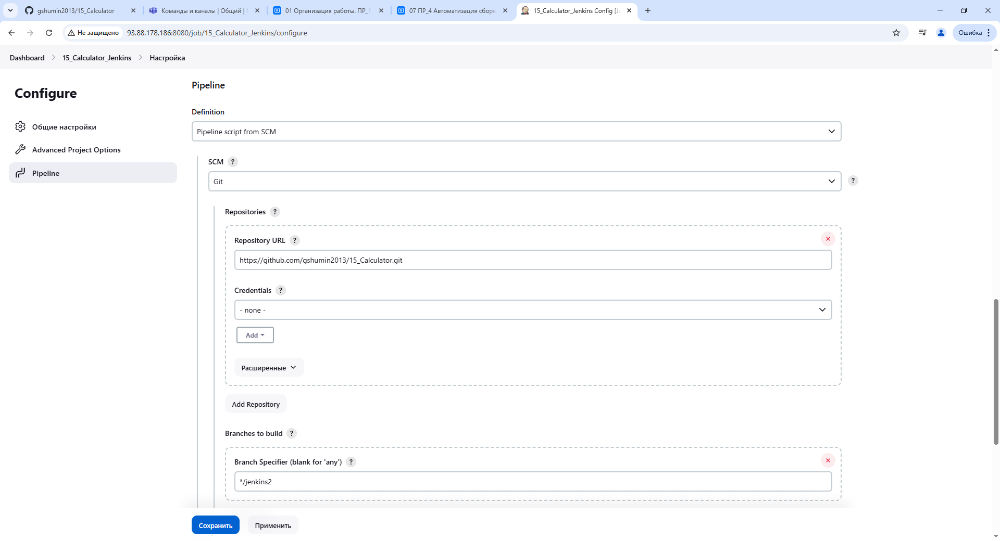 gshumin2013/15_Calculator
Команды и каналы | Общий |
01 Организация работы. ПР_1
07 ПР_4 Автоматизация сборк
15_Calculator_Jenkins Config [Je
Не защищено
93.88.178.186:8080/job/15_Calculator_Jenkins/configure
Ошибка
Dashboard
15_Calculator_Jenkins
Настройка
Configure
Общие настройки
Advanced Project Options
Pipeline
Pipeline
Definition
Pipeline script from SCM
SCM ?
Git
?
Repositories ?
Repository URL ?
https://github.com/gshumin2013/15_Calculator.git
Credentials ?
- none -
Add
Расширенные
Add Repository
Branches to build ?
Branch Specifier (blank for 'any') ?
*/jenkins2
Сохранить
Применить